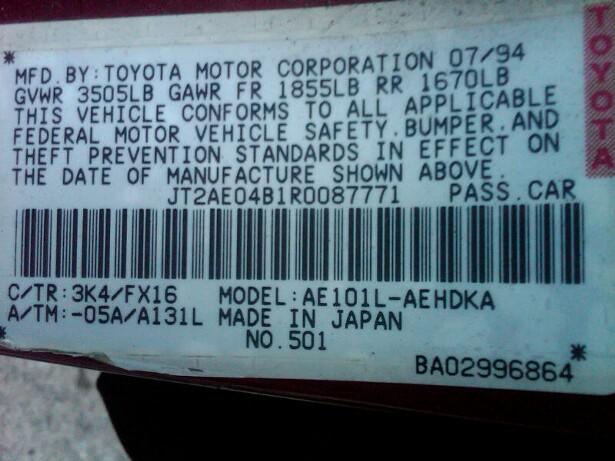 MFD.BY:TOYOTA MOTOR CORPORATION 07/94
GVWR 3505LB GAWR FR 1855LB RR 1670LB
THIS VEHICLE CONFORMS TO ALL APPLICABLE
FEDERAL MOTOR VEHICLE SAFETY.BUMPER.AND
THEFT PREVENTION STANDARDS IN EFFECT ON
THE DATE OF MANUFACTURE SHOWN ABOVE.
JT2AE04B1R0087771 PASS.CAR
C/TR:3K4/FX16 MODEL:AE101L-AEHDKA
A/TM:-05A/A131L MADE IN JAPAN
NO.501
BA02996864
TOYOTA